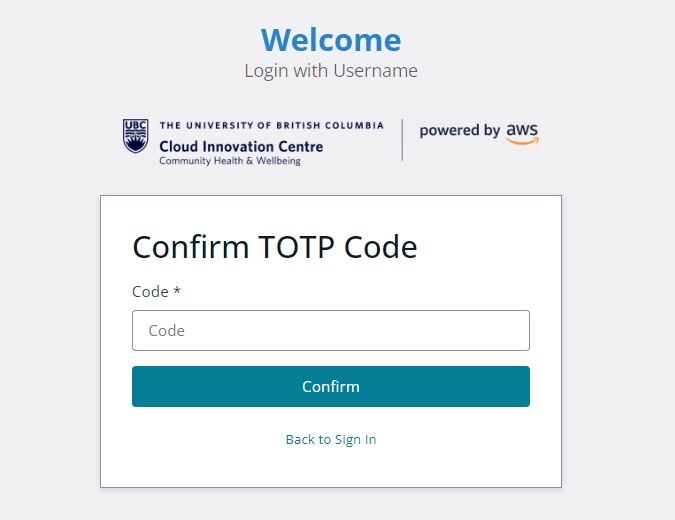 Welcome
Login with Username
UBC
THE UNIVERSITY OF BRITISH COLUMBIA
Cloud Innovation Centre
Community Health & Wellbeing
powered by aws
Confirm TOTP Code
Code *
Code
Confirm
Back to Sign In